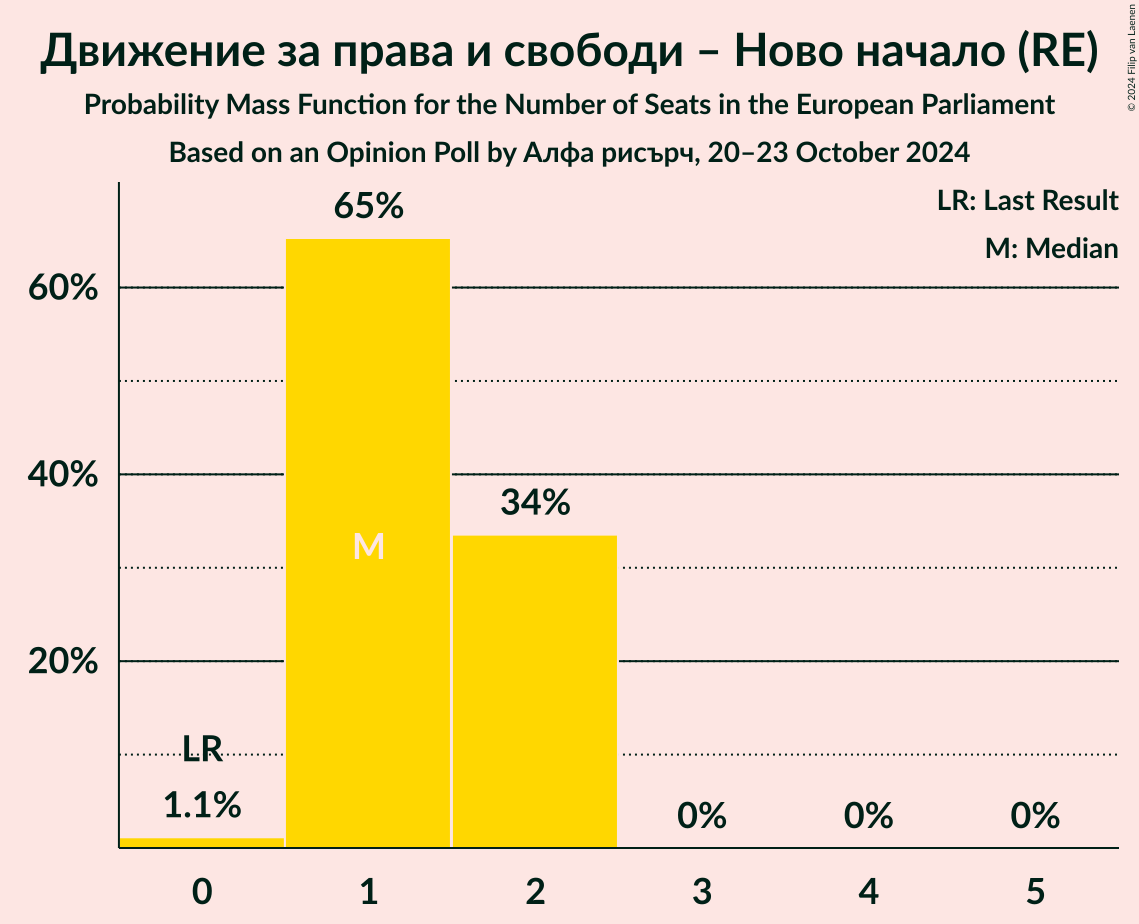 Движение за права и свободи – Ново начало (RE)
Probability Mass Function for the Number of Seats in the European Parliament
Based on an Opinion Poll by Алфа рисърч, 20–23 October 2024
© 2024 Filip van Laenen
LR: Last Result
M: Median
65%
60%
40%
34%
M
20%
LR
1.1%
0%
0%
0%
0
1
2
3
4
5